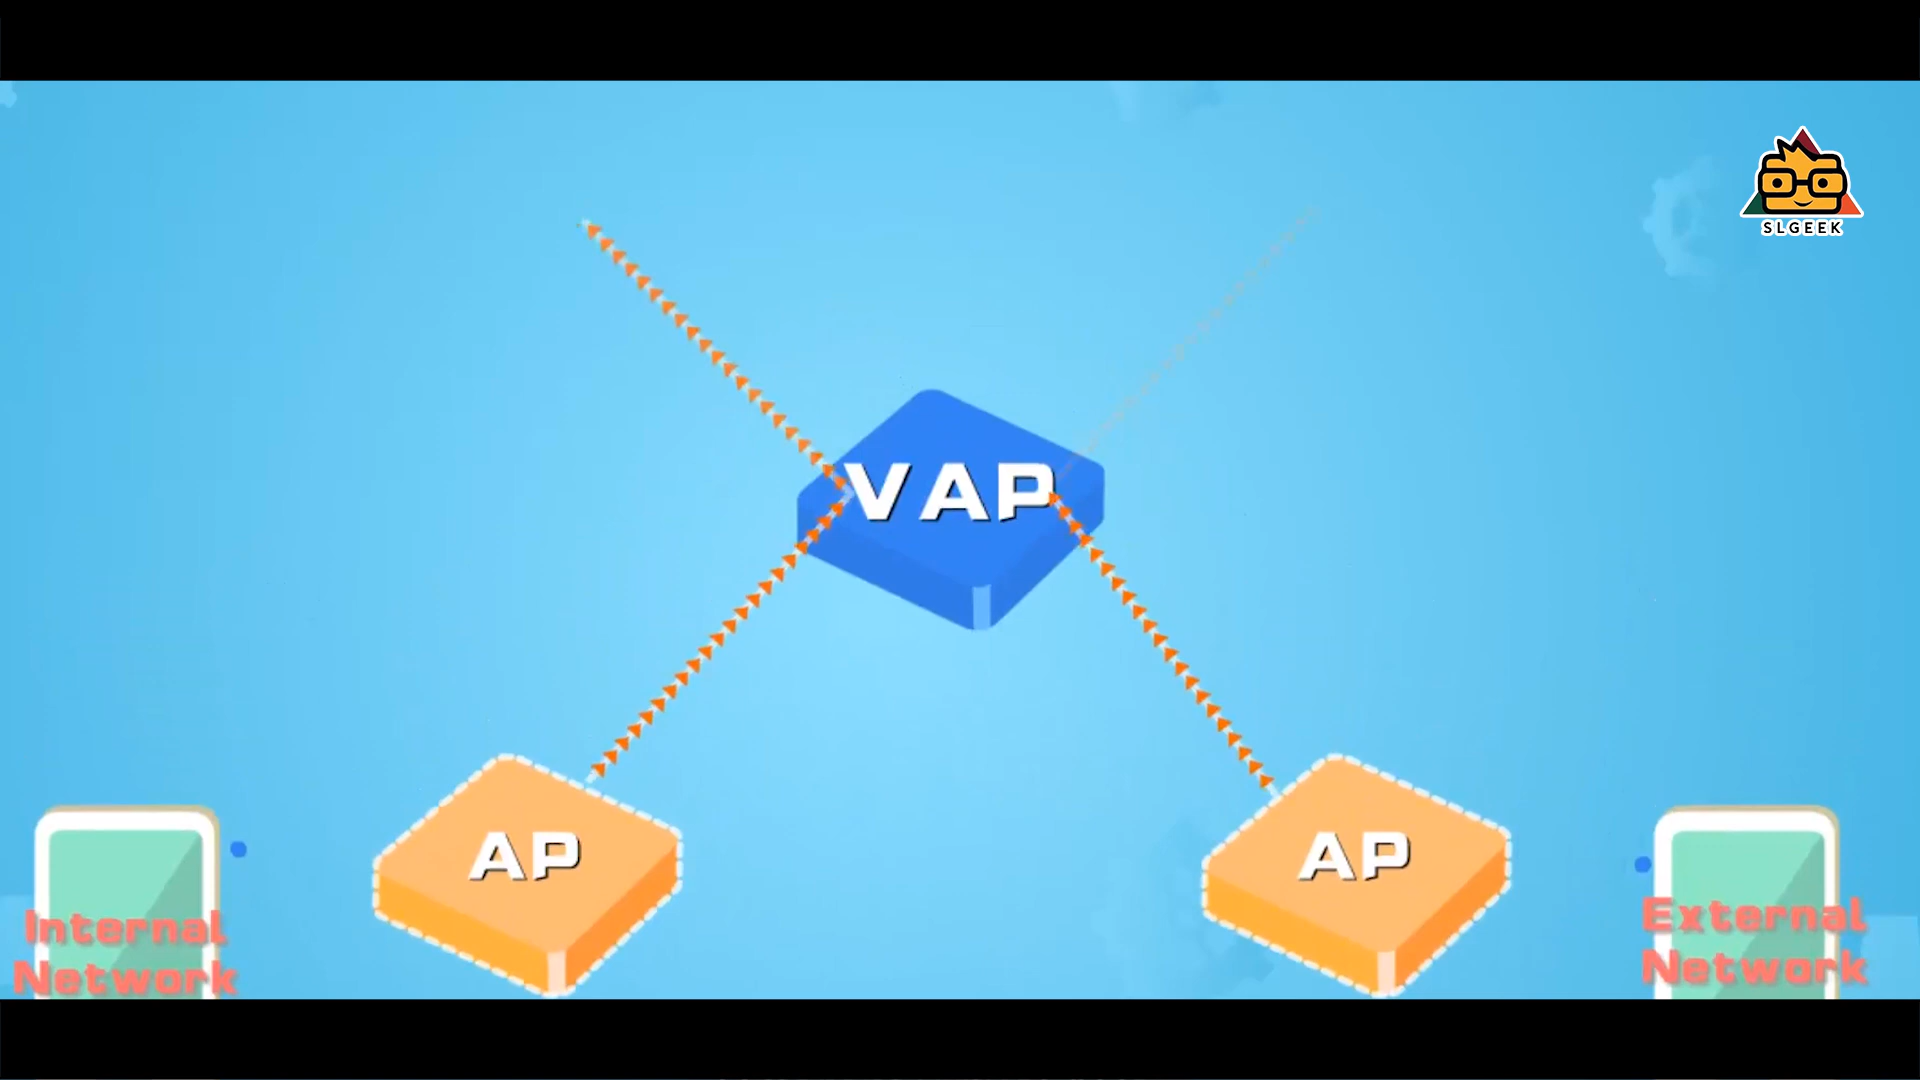 SLGEEK
VAP
AP
AP
Internal
Network
External
Network